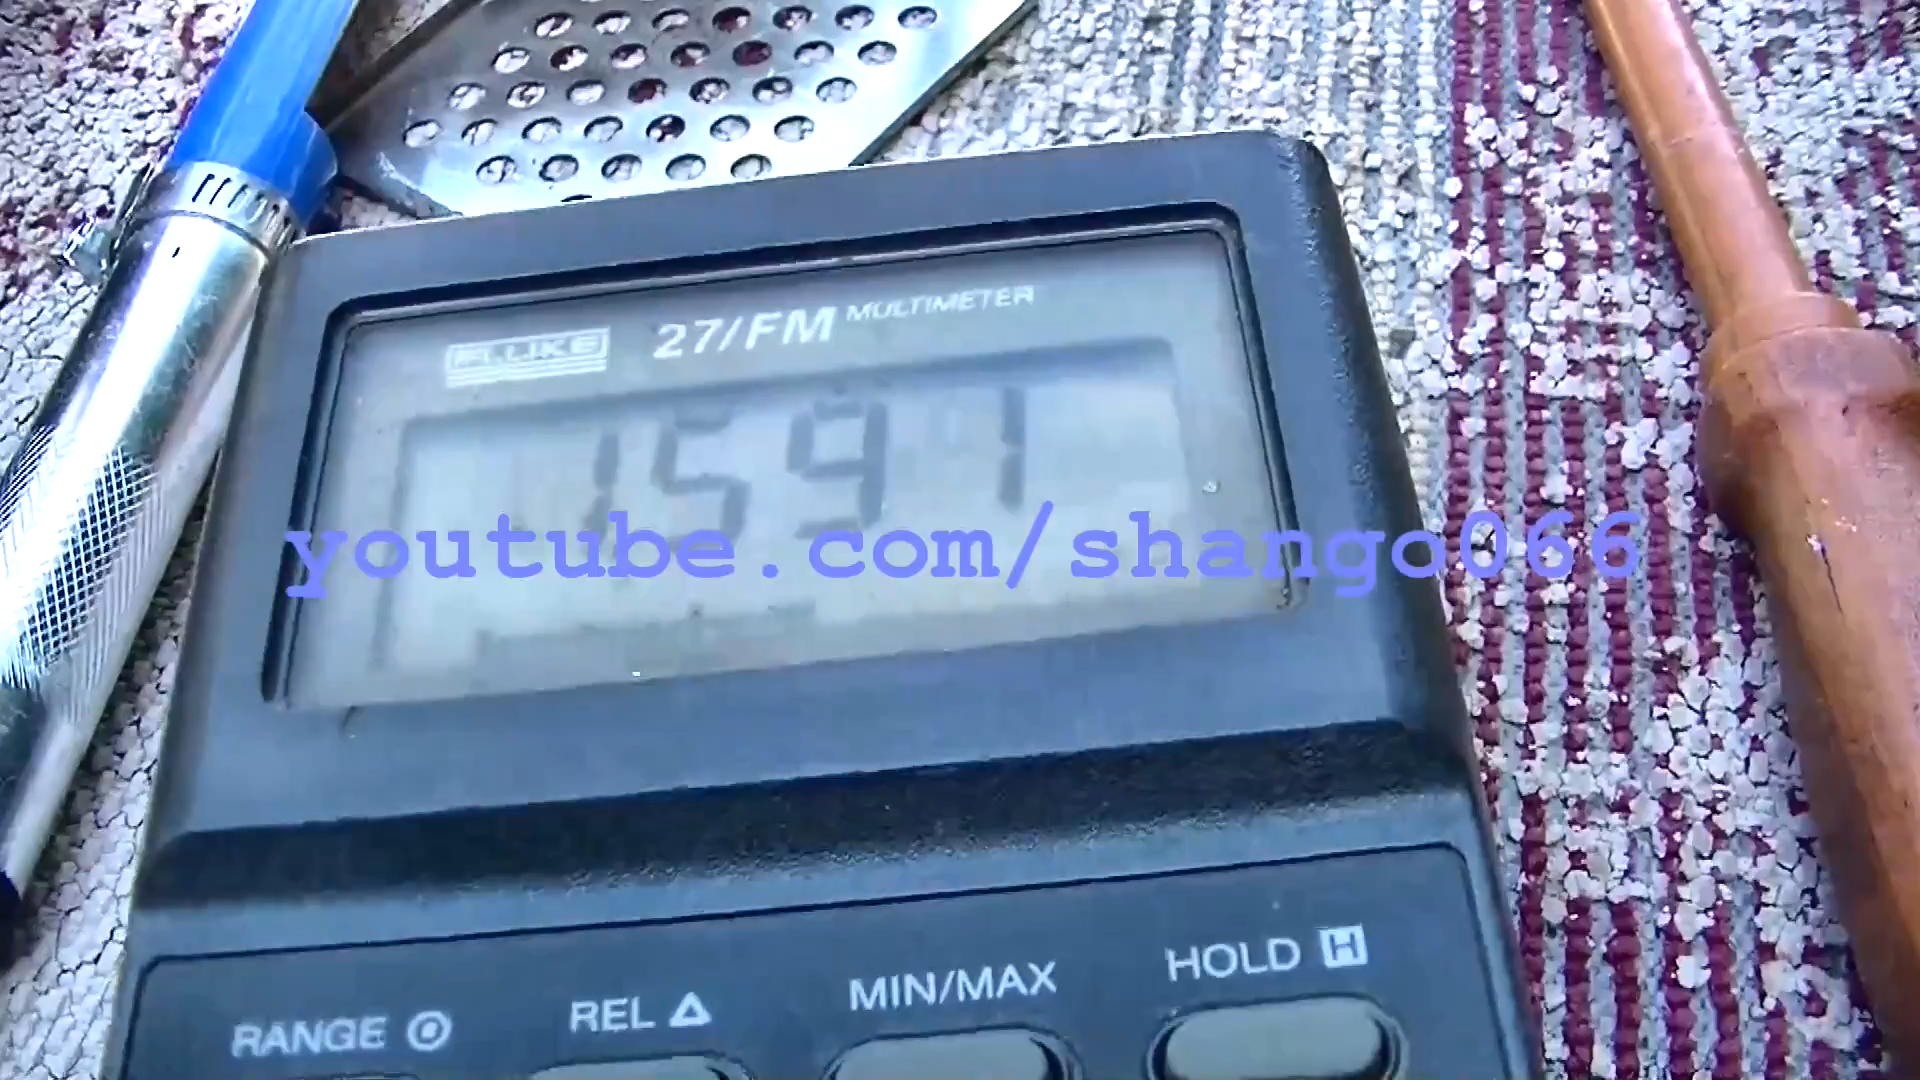 FLUKE 27/FM MULTIMETER
1591
youtube.com/shango066
RANGE REL Δ MIN/MAX HOLD H